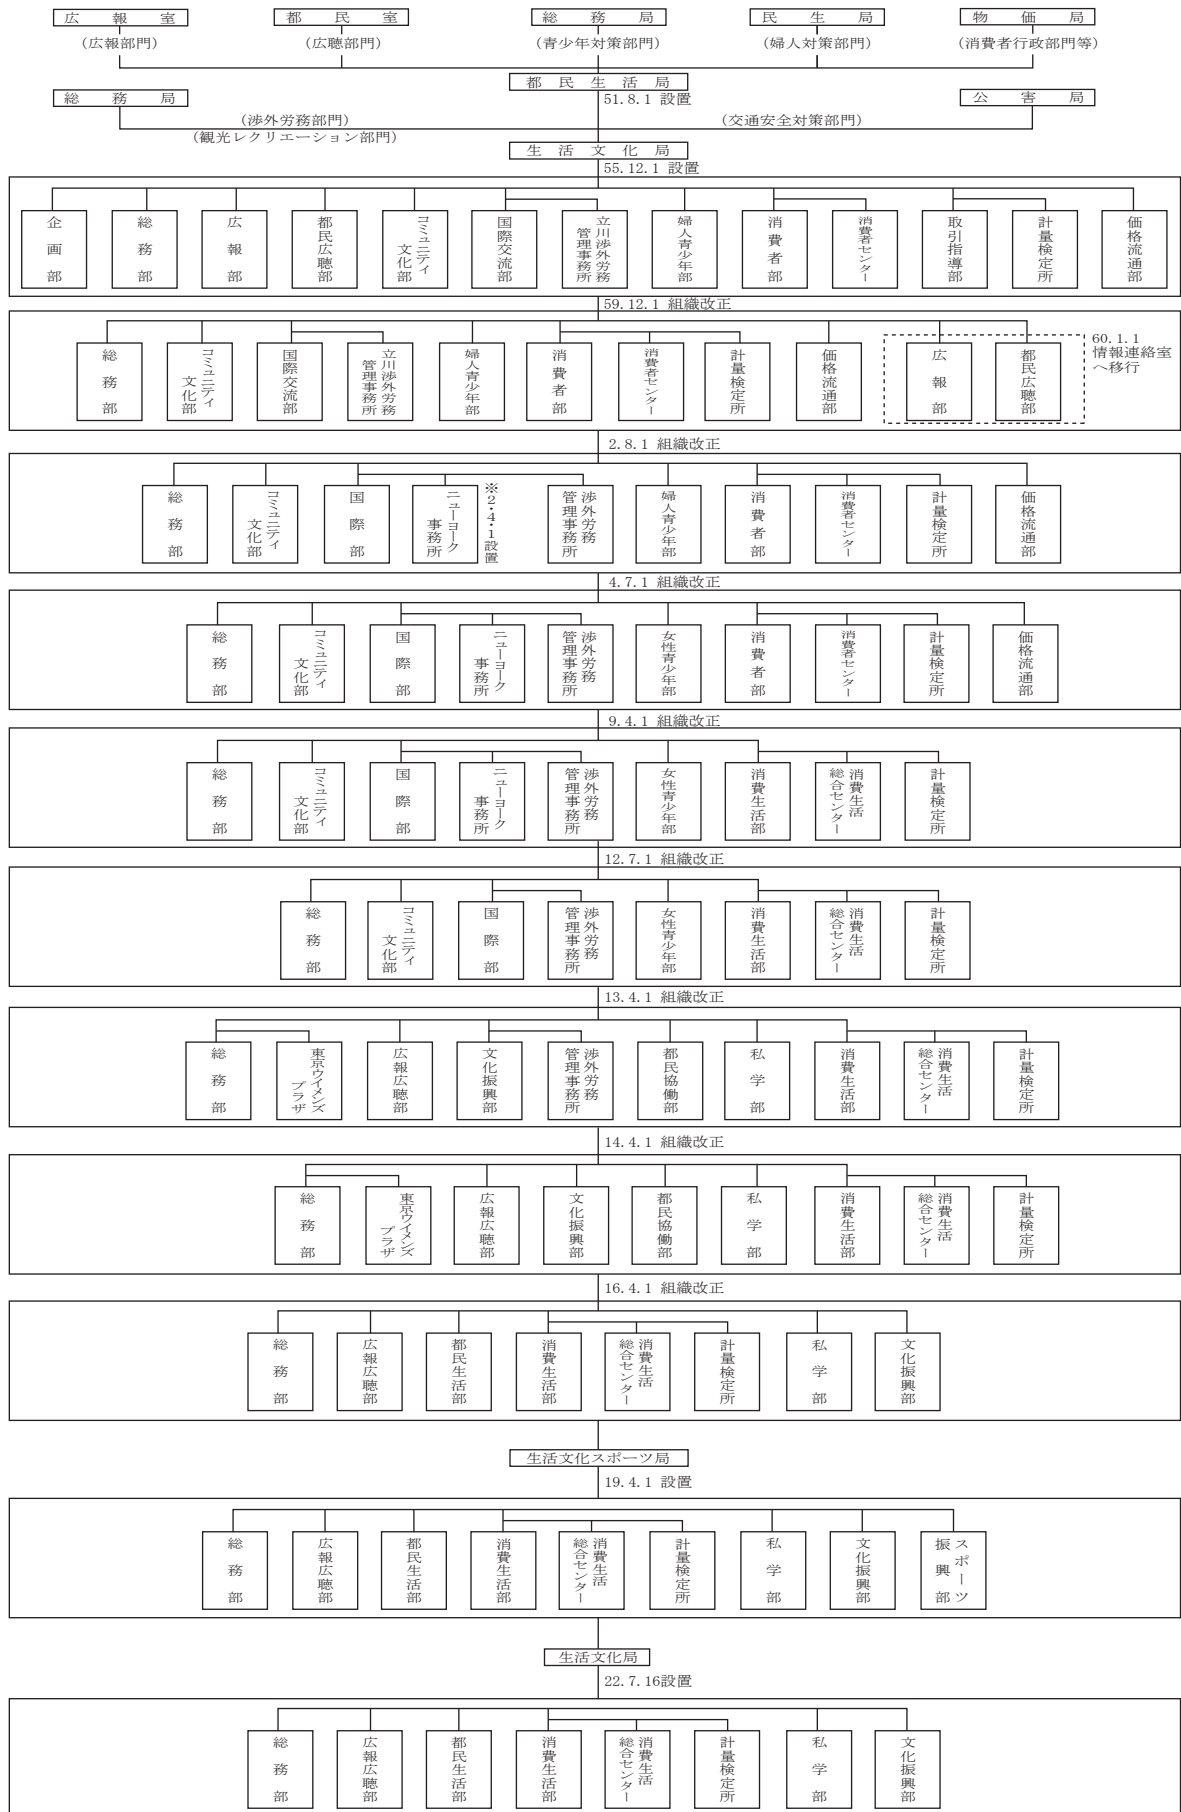 広報室
都民室
総務局
民生局
物価局
(広報部門)
(広聴部門)
(青少年対策部門)
(婦人対策部門)
(消費者行政部門等)
都民生活局
51.8.1 設置
総務局
公害局
(渉外労務部門)
(観光レクリエーション部門)
(交通安全対策部門)
生活文化局
55.12.1 設置
企画部
総務部
広報部
都民広聴部
コミュニティ
文化部
国際交流部
立川渉外労務
管理事務所
婦人青少年部
消費者部
消費者センター
取引指導部
計量検定所
価格流通部
59.12.1 組織改正
総務部
コミュニティ
文化部
国際交流部
立川渉外労務
管理事務所
婦人青少年部
消費者部
消費者センター
計量検定所
価格流通部
広報部
都民広聴部
60.1.1
情報連絡室
へ移行
2.8.1 組織改正
総務部
コミュニティ
文化部
国際部
ニューヨーク
事務所
※2・4・1設置
渉外労務
管理事務所
婦人青少年部
消費者部
消費者センター
計量検定所
価格流通部
4.7.1 組織改正
総務部
コミュニティ
文化部
国際部
ニューヨーク
事務所
渉外労務
管理事務所
女性青少年部
消費者部
消費者センター
計量検定所
価格流通部
9.4.1 組織改正
総務部
コミュニティ
文化部
国際部
ニューヨーク
事務所
渉外労務
管理事務所
女性青少年部
消費生活部
消費生活
総合センター
計量検定所
12.7.1 組織改正
総務部
コミュニティ
文化部
国際部
渉外労務
管理事務所
女性青少年部
消費生活部
消費生活
総合センター
計量検定所
13.4.1 組織改正
総務部
東京ウイメンズ
プラザ
広報広聴部
文化振興部
渉外労務
管理事務所
都民協働部
私学部
消費生活部
消費生活
総合センター
計量検定所
14.4.1 組織改正
総務部
東京ウイメンズ
プラザ
広報広聴部
文化振興部
都民協働部
私学部
消費生活部
消費生活
総合センター
計量検定所
16.4.1 組織改正
総務部
広報広聴部
都民生活部
消費生活部
消費生活
総合センター
計量検定所
私学部
文化振興部
生活文化スポーツ局
19.4.1 設置
総務部
広報広聴部
都民生活部
消費生活部
消費生活
総合センター
計量検定所
私学部
文化振興部
スポーツ
振興部
生活文化局
22.7.16設置
総務部
広報広聴部
都民生活部
消費生活部
消費生活
総合センター
計量検定所
私学部
文化振興部